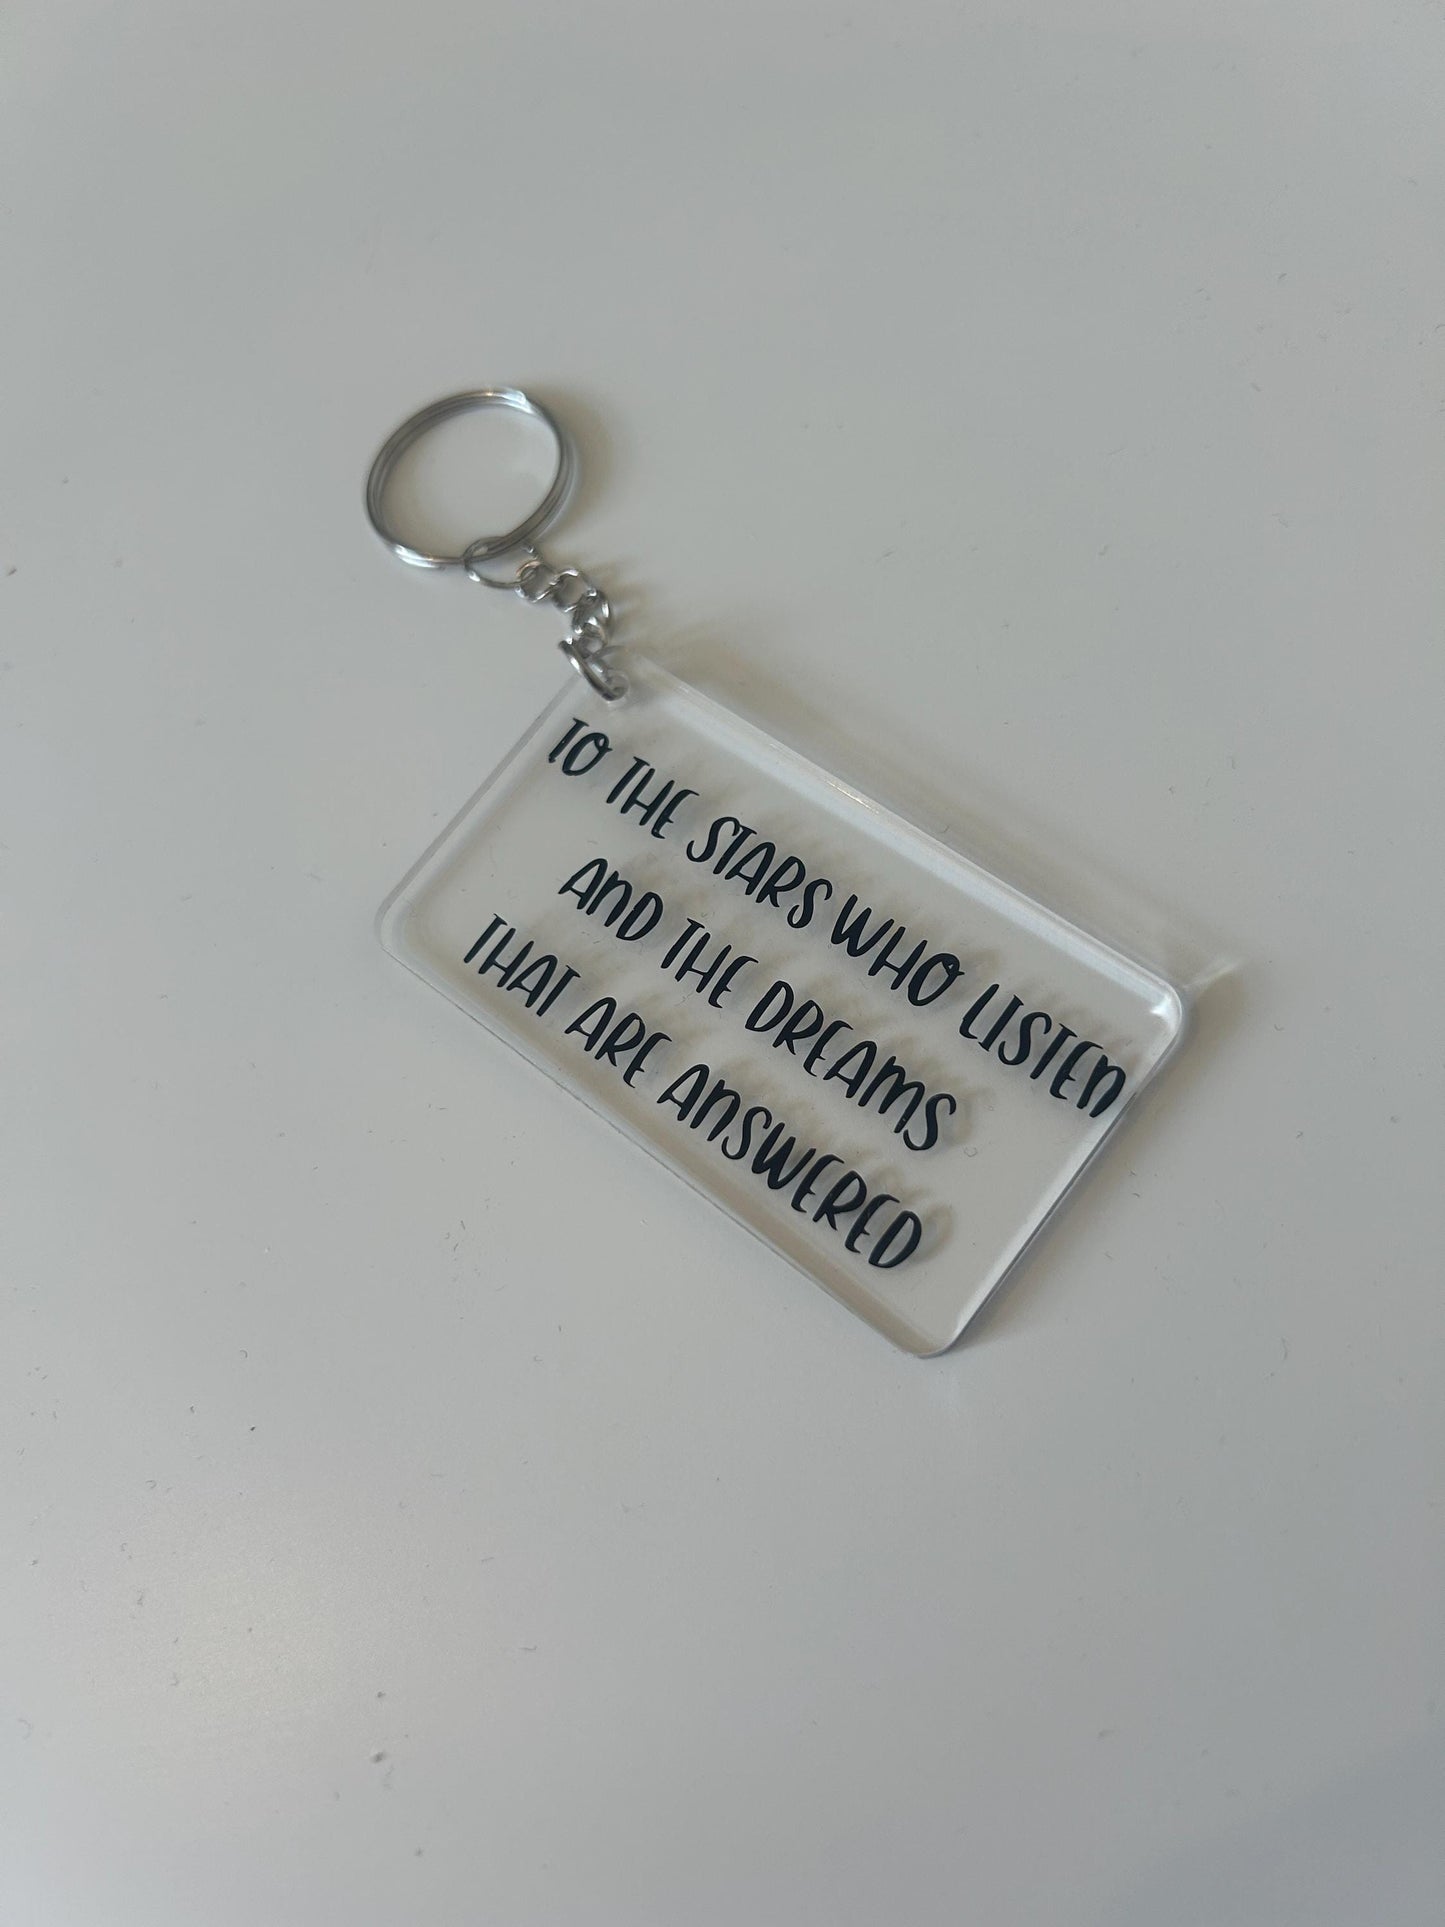 TO THE STARS WHO LISTEN
AND THE DREAMS
THAT ARE ANSWERED